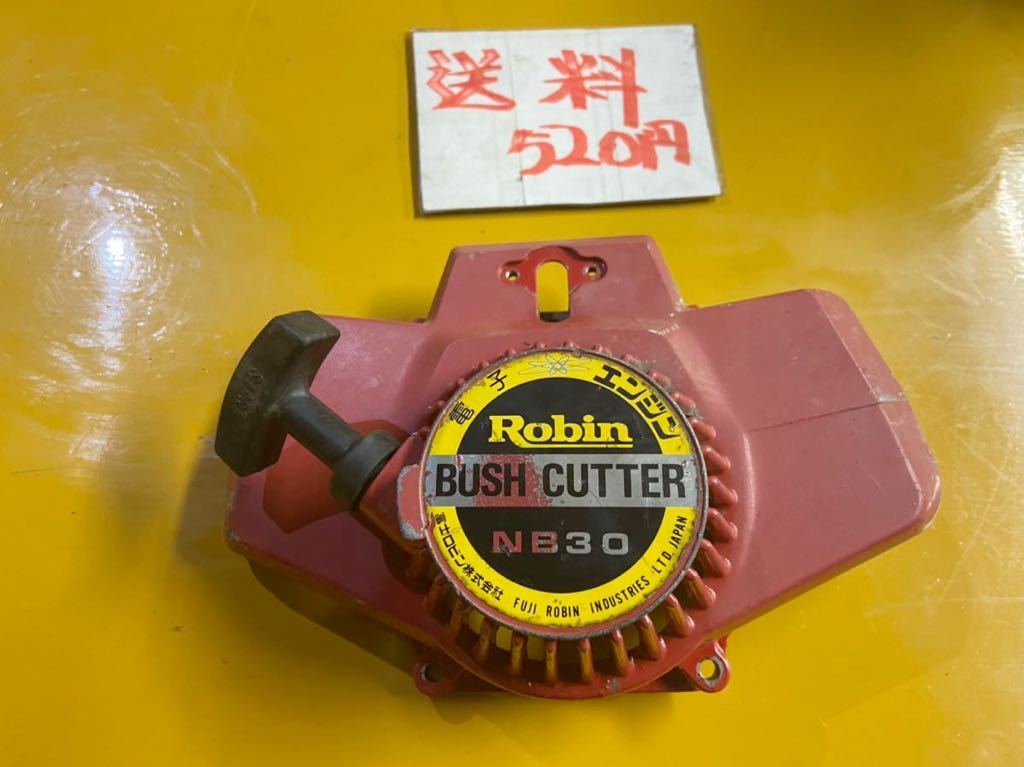 送料
520円
電子 エンジン
Robin
BUSH CUTTER
NB30
富士ロビン株式会社 FUJI ROBIN INDUSTRIES LTD. JAPAN